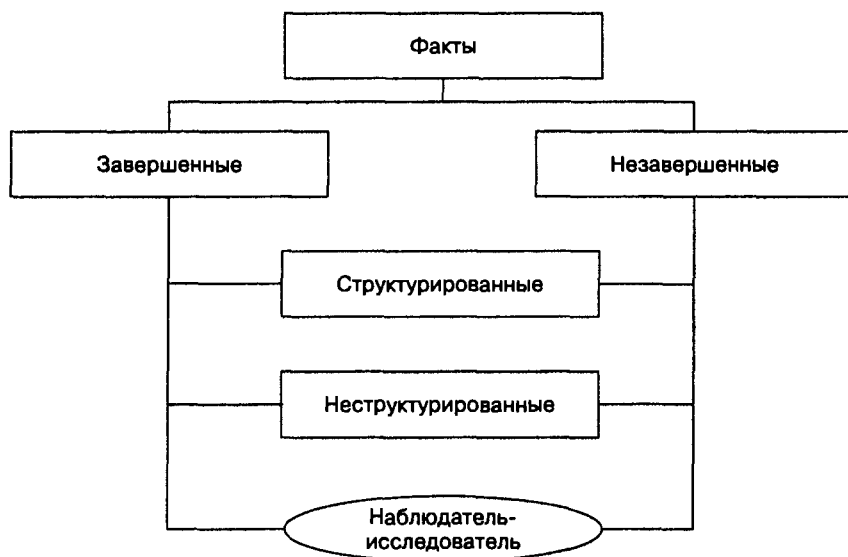 Факты
Завершенные
Незавершенные
Структурированные
Неструктурированные
Наблюдатель-
исследователь